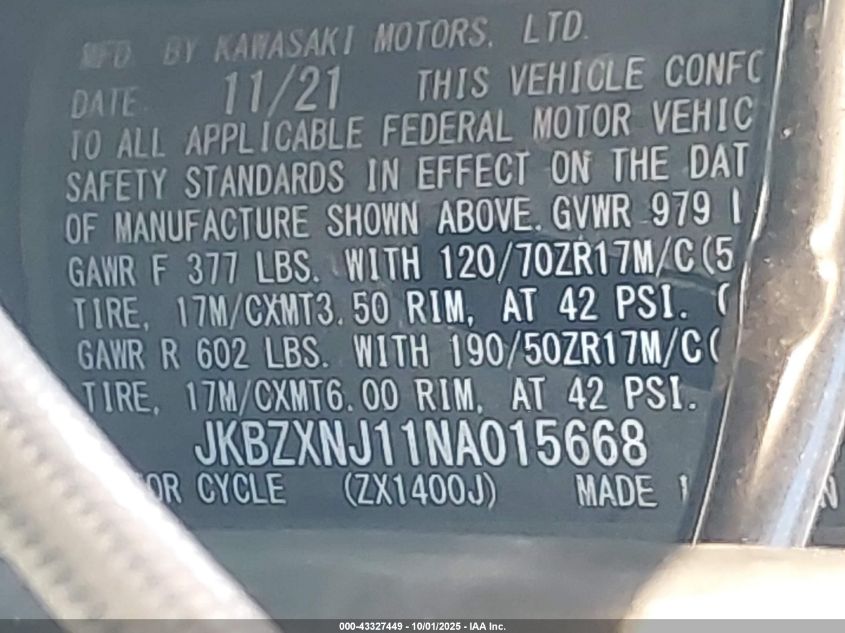 MFD. BY KAWASAKI MOTORS, LTD.
DATE 11/21 THIS VEHICLE CONFO
TO ALL APPLICABLE FEDERAL MOTOR VEHIC
SAFETY STANDARDS IN EFFECT ON THE DAT
OF MANUFACTURE SHOWN ABOVE. GVWR 979
GAWR F 377 LBS. WITH 120/70ZR17M/C(5
TIRE, 17M/CXMT3.50 RIM, AT 42 PSI. (
GAWR R 602 LBS. WITH 190/50ZR17M/C(
TIRE, 17M/CXMT6.00 RIM, AT 42 PSI.
JKBZXNJ11NA015668
OR CYCLE (ZX1400J) MADE
000-43327449 - 10/01/2025 - IAA Inc.